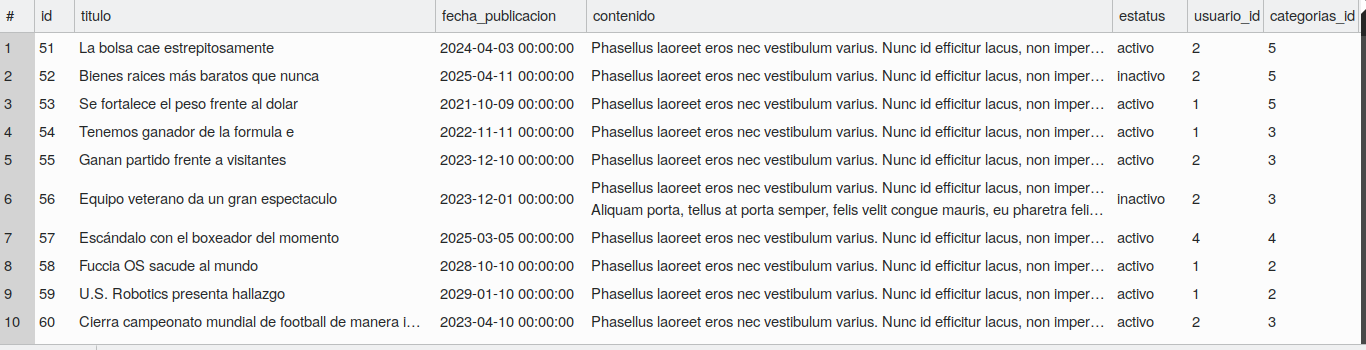 # id titulo fecha_publicacion contenido estatus usuario_id categorias_id
1 51 La bolsa cae estrepitosamente 2024-04-03 00:00:00 Phasellus laoreet eros nec vestibulum varius. Nunc id efficitur lacus, non imper… activo 2 5
2 52 Bienes raices más baratos que nunca 2025-04-11 00:00:00 Phasellus laoreet eros nec vestibulum varius. Nunc id efficitur lacus, non imper… inactivo 2 5
3 53 Se fortalece el peso frente al dolar 2021-10-09 00:00:00 Phasellus laoreet eros nec vestibulum varius. Nunc id efficitur lacus, non imper… activo 1 5
4 54 Tenemos ganador de la formula e 2022-11-11 00:00:00 Phasellus laoreet eros nec vestibulum varius. Nunc id efficitur lacus, non imper… activo 1 3
5 55 Ganan partido frente a visitantes 2023-12-10 00:00:00 Phasellus laoreet eros nec vestibulum varius. Nunc id efficitur lacus, non imper… activo 2 3
6 56 Equipo veterano da un gran espectaculo 2023-12-01 00:00:00 Phasellus laoreet eros nec vestibulum varius. Nunc id efficitur lacus, non imper… inactivo 2 3
Aliquam porta, tellus at porta semper, felis velit congue mauris, eu pharetra feli…
7 57 Escándalo con el boxeador del momento 2025-03-05 00:00:00 Phasellus laoreet eros nec vestibulum varius. Nunc id efficitur lacus, non imper… activo 4 4
8 58 Fuccia OS sacude al mundo 2028-10-10 00:00:00 Phasellus laoreet eros nec vestibulum varius. Nunc id efficitur lacus, non imper… activo 1 2
9 59 U.S. Robotics presenta hallazgo 2029-01-10 00:00:00 Phasellus laoreet eros nec vestibulum varius. Nunc id efficitur lacus, non imper… activo 1 2
10 60 Cierra campeonato mundial de football de manera i… 2023-04-10 00:00:00 Phasellus laoreet eros nec vestibulum varius. Nunc id efficitur lacus, non imper… activo 2 3